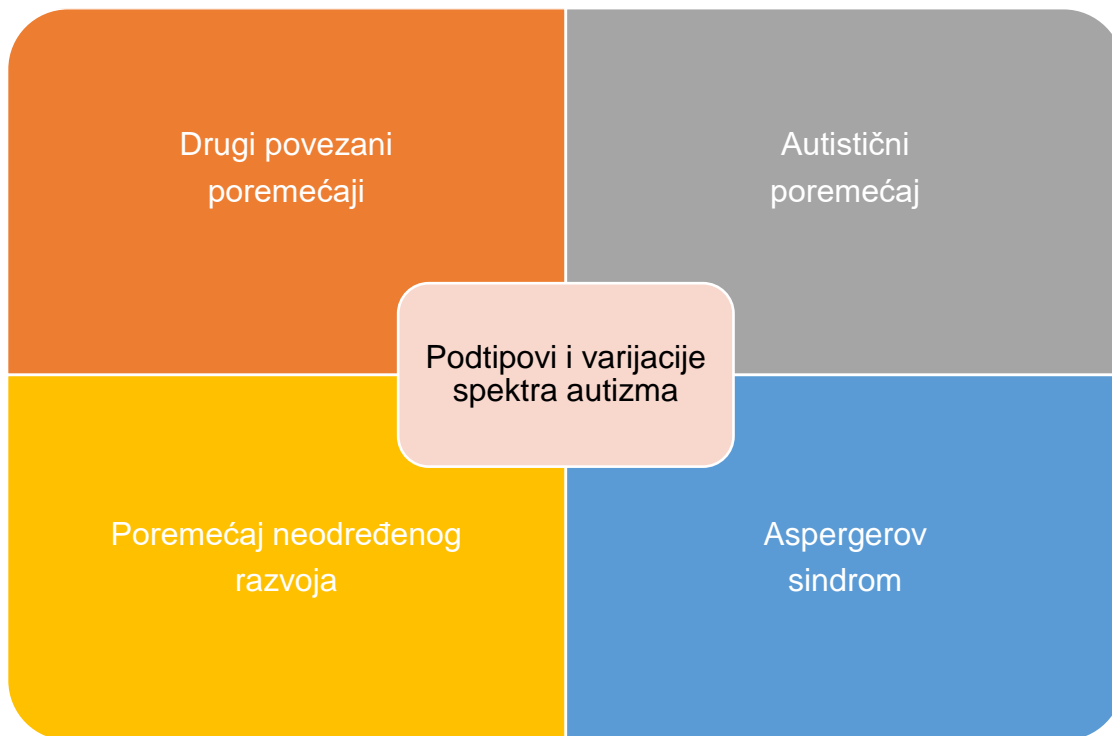 Drugi povezani
poremećaji
Autistični
poremećaj
Podtipovi i varijacije
spektra autizma
Poremećaj neodređenog
razvoja
Aspergerov
sindrom